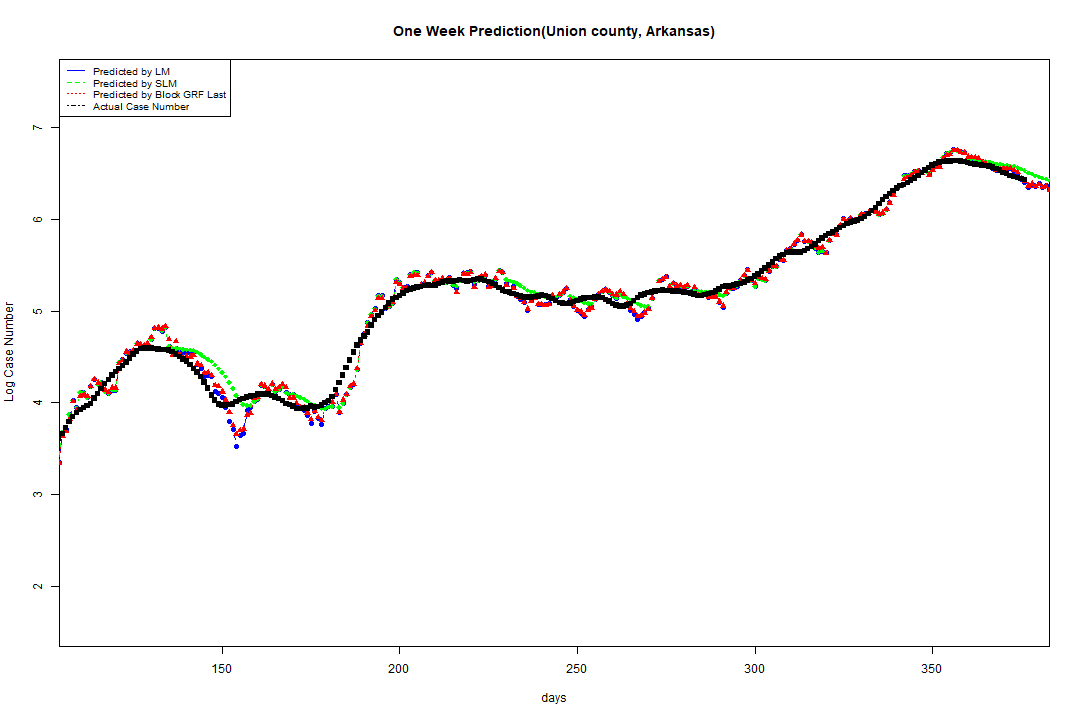 One Week Prediction(Union county, Arkansas)
Predicted by LM
Predicted by SLM
Predicted by Block GRF Last
Actual Case Number
7
6
5
4
3
2
Log Case Number
150
200
250
300
350
days